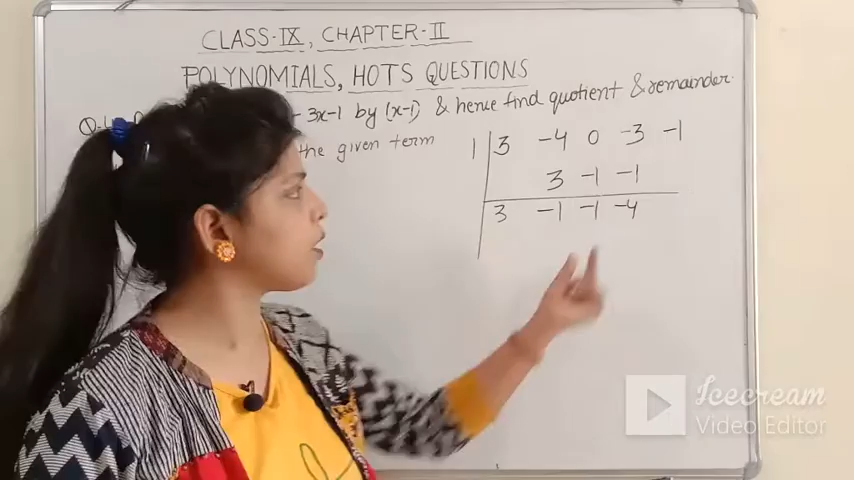 CLASS-IX, CHAPTER-II
POLYNOMIALS, HOTS QUESTIONS
- 3x-1 by (x-1) & hence find quotient & remainder.
the given term
1 3 -4 0 -3 -1
3 -1 -1
3 -1 -1 -4
Icecream
Video Editor